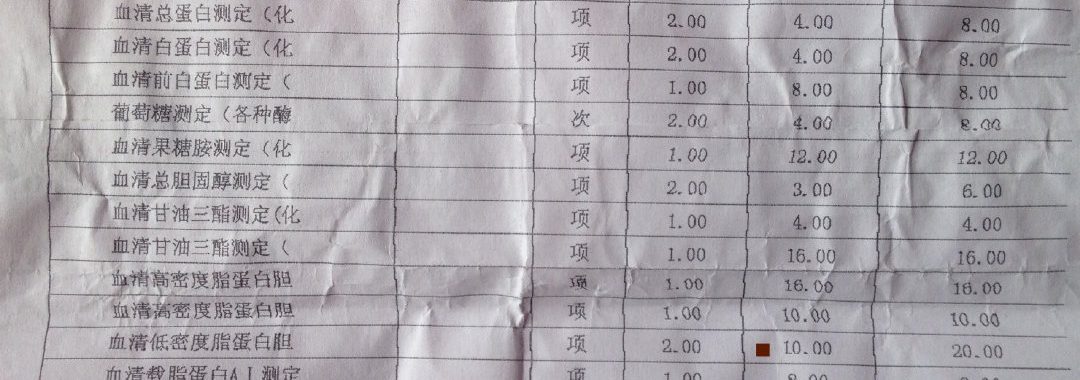 血清总蛋白测定（化 项 2.00 4.00 8.00
血清白蛋白测定（化 项 2.00 4.00 8.00
血清前白蛋白测定（ 项 1.00 8.00 8.00
葡萄糖测定（各种酶 次 2.00 4.00 8.00
血清果糖胺测定（化 项 1.00 12.00 12.00
血清总胆固醇测定（ 项 2.00 3.00 6.00
血清甘油三酯测定(化 项 1.00 4.00 4.00
血清甘油三酯测定（ 项 1.00 16.00 16.00
血清高密度脂蛋白胆 项 1.00 16.00 16.00
血清高密度脂蛋白胆 项 1.00 10.00 10.00
血清低密度脂蛋白胆 项 2.00 10.00 20.00
血清载脂蛋白AI测定 项 1.00 8.00